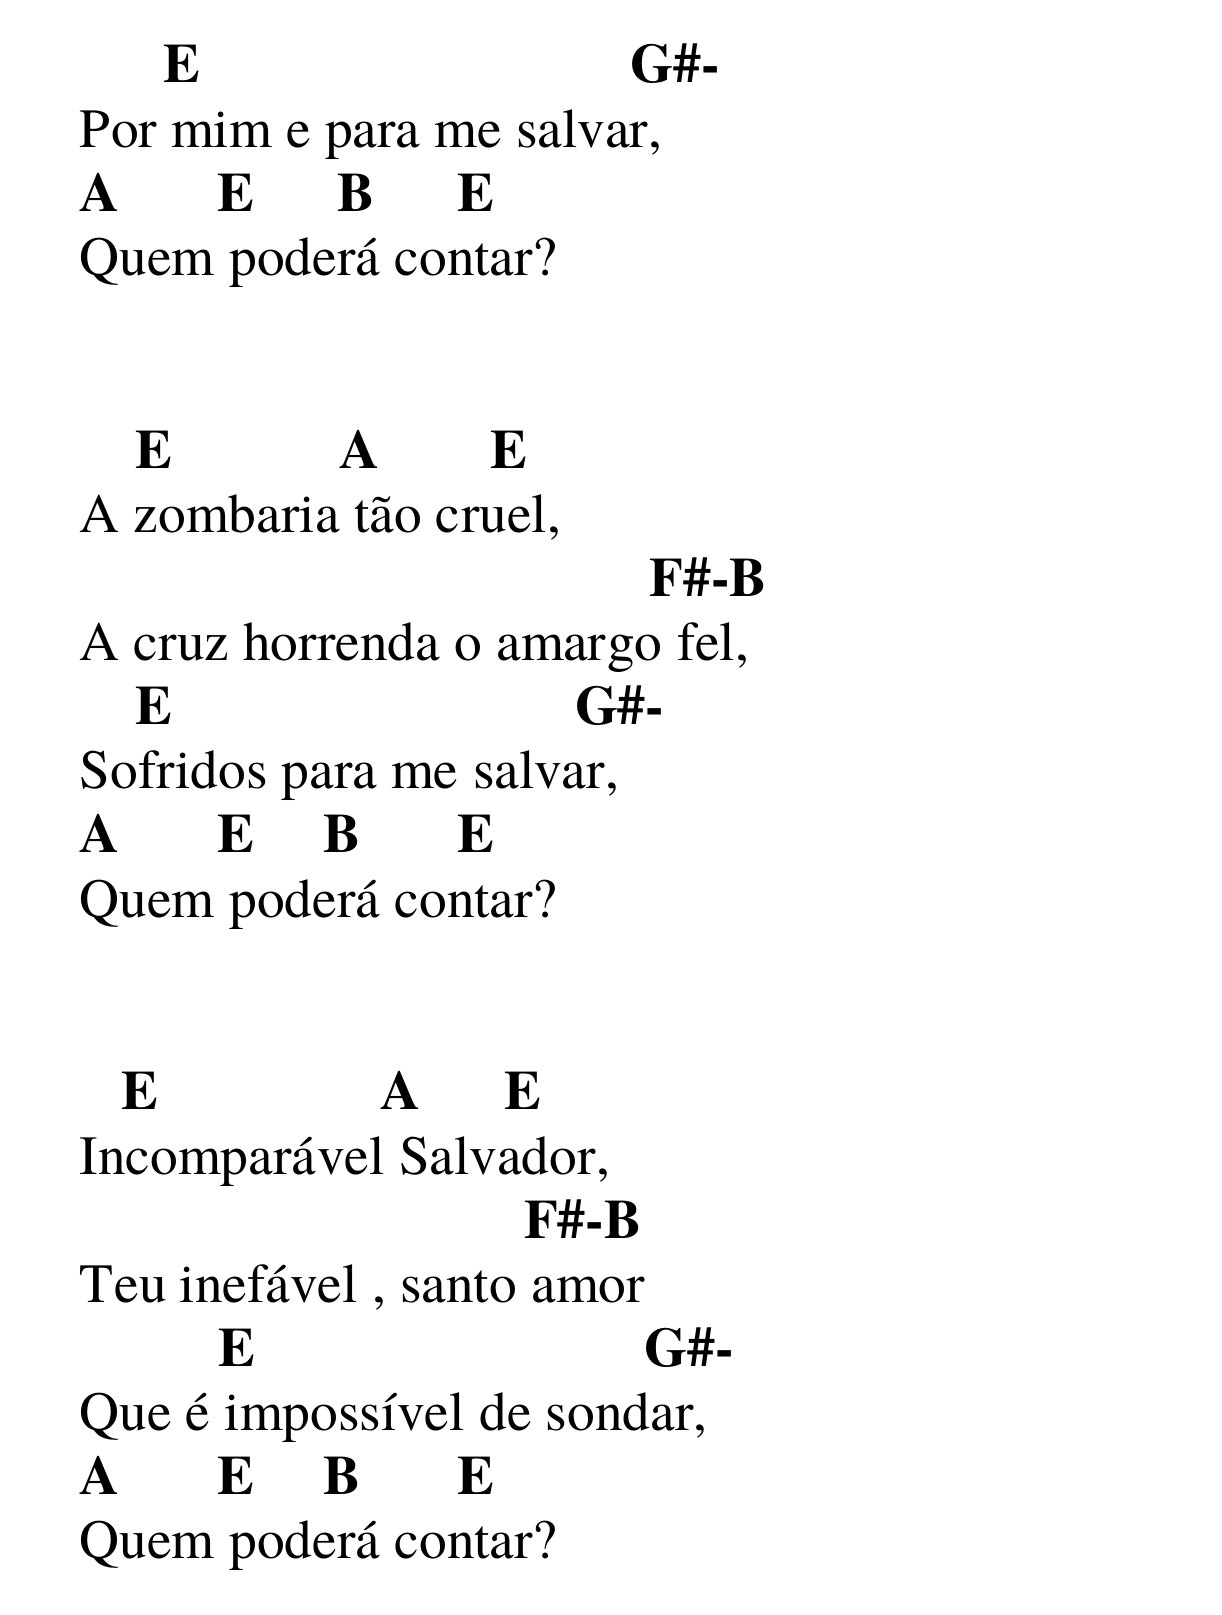 E G#-
Por mim e para me salvar,
A E B E
Quem poderá contar?
E A E
A zombaria tão cruel,
F#-B
A cruz horrenda o amargo fel,
E G#-
Sofridos para me salvar,
A E B E
Quem poderá contar?
E A E
Incomparável Salvador,
F#-B
Teu inefável , santo amor
E G#-
Que é impossível de sondar,
A E B E
Quem poderá contar?